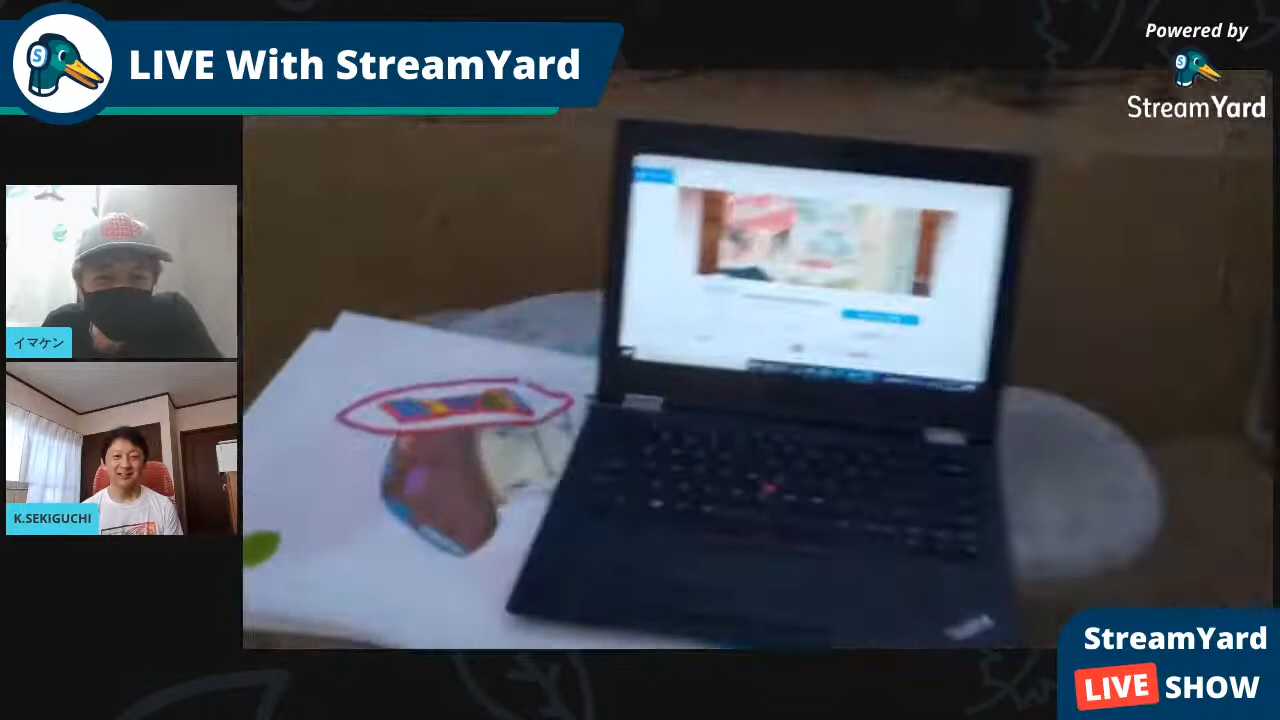 LIVE With StreamYard
Powered by
StreamYard
イマケン
K.SEKIGUCHI
StreamYard
LIVE SHOW